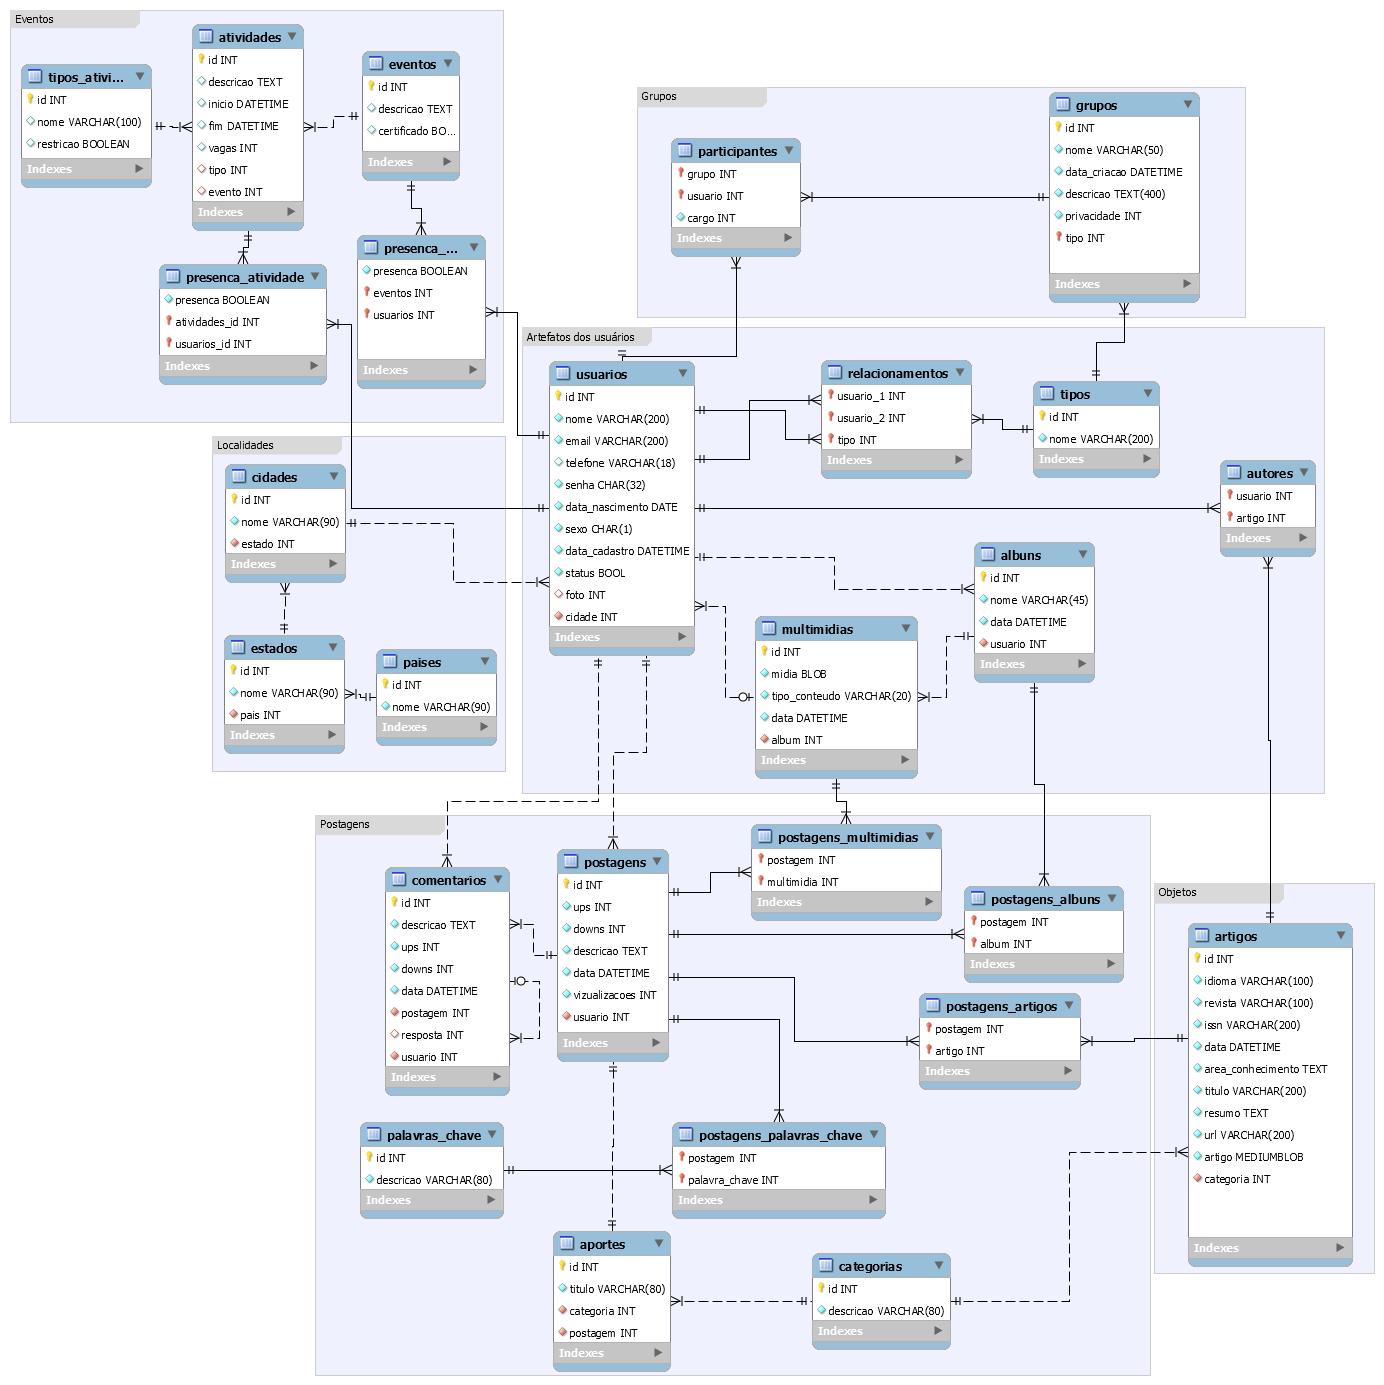 Eventos
tipos_ativi...
id INT
nome VARCHAR(100)
restricao BOOLEAN
Indexes
atividades
id INT
descricao TEXT
inicio DATETIME
fim DATETIME
vagas INT
tipo INT
evento INT
Indexes
eventos
id INT
descricao TEXT
certificado BO...
Indexes
presenca_atividade
presenca BOOLEAN
atividades_id INT
usuarios_id INT
Indexes
presenca_...
presenca BOOLEAN
eventos INT
usuarios INT
Indexes
Grupos
participantes
grupo INT
usuario INT
cargo INT
Indexes
grupos
id INT
nome VARCHAR(50)
data_criacao DATETIME
descricao TEXT(400)
privacidade INT
tipo INT
Indexes
Artefatos dos usuários
usuarios
id INT
nome VARCHAR(200)
email VARCHAR(200)
telefone VARCHAR(18)
senha CHAR(32)
data_nascimento DATE
sexo CHAR(1)
data_cadastro DATETIME
status BOOL
foto INT
cidade INT
Indexes
relacionamentos
usuario_1 INT
usuario_2 INT
tipo INT
Indexes
tipos
id INT
nome VARCHAR(200)
Indexes
autores
usuario INT
artigo INT
Indexes
albuns
id INT
nome VARCHAR(45)
data DATETIME
usuario INT
Indexes
multimidias
id INT
midia BLOB
tipo_conteudo VARCHAR(20)
data DATETIME
album INT
Indexes
Localidades
cidades
id INT
nome VARCHAR(90)
estado INT
Indexes
estados
id INT
nome VARCHAR(90)
pais INT
Indexes
paises
id INT
nome VARCHAR(90)
Indexes
Postagens
comentarios
id INT
descricao TEXT
ups INT
downs INT
data DATETIME
postagem INT
resposta INT
usuario INT
Indexes
postagens
id INT
ups INT
downs INT
descricao TEXT
data DATETIME
vizualizacoes INT
usuario INT
Indexes
postagens_multimidias
postagem INT
multimidia INT
Indexes
postagens_albuns
postagem INT
album INT
Indexes
postagens_artigos
postagem INT
artigo INT
Indexes
palavras_chave
id INT
descricao VARCHAR(80)
Indexes
postagens_palavras_chave
postagem INT
palavra_chave INT
Indexes
aportes
id INT
titulo VARCHAR(80)
categoria INT
postagem INT
Indexes
categorias
id INT
descricao VARCHAR(80)
Indexes
Objetos
artigos
id INT
idioma VARCHAR(100)
revista VARCHAR(100)
issn VARCHAR(200)
data DATETIME
area_conhecimento TEXT
titulo VARCHAR(200)
resumo TEXT
url VARCHAR(200)
artigo MEDIUMBLOB
categoria INT
Indexes